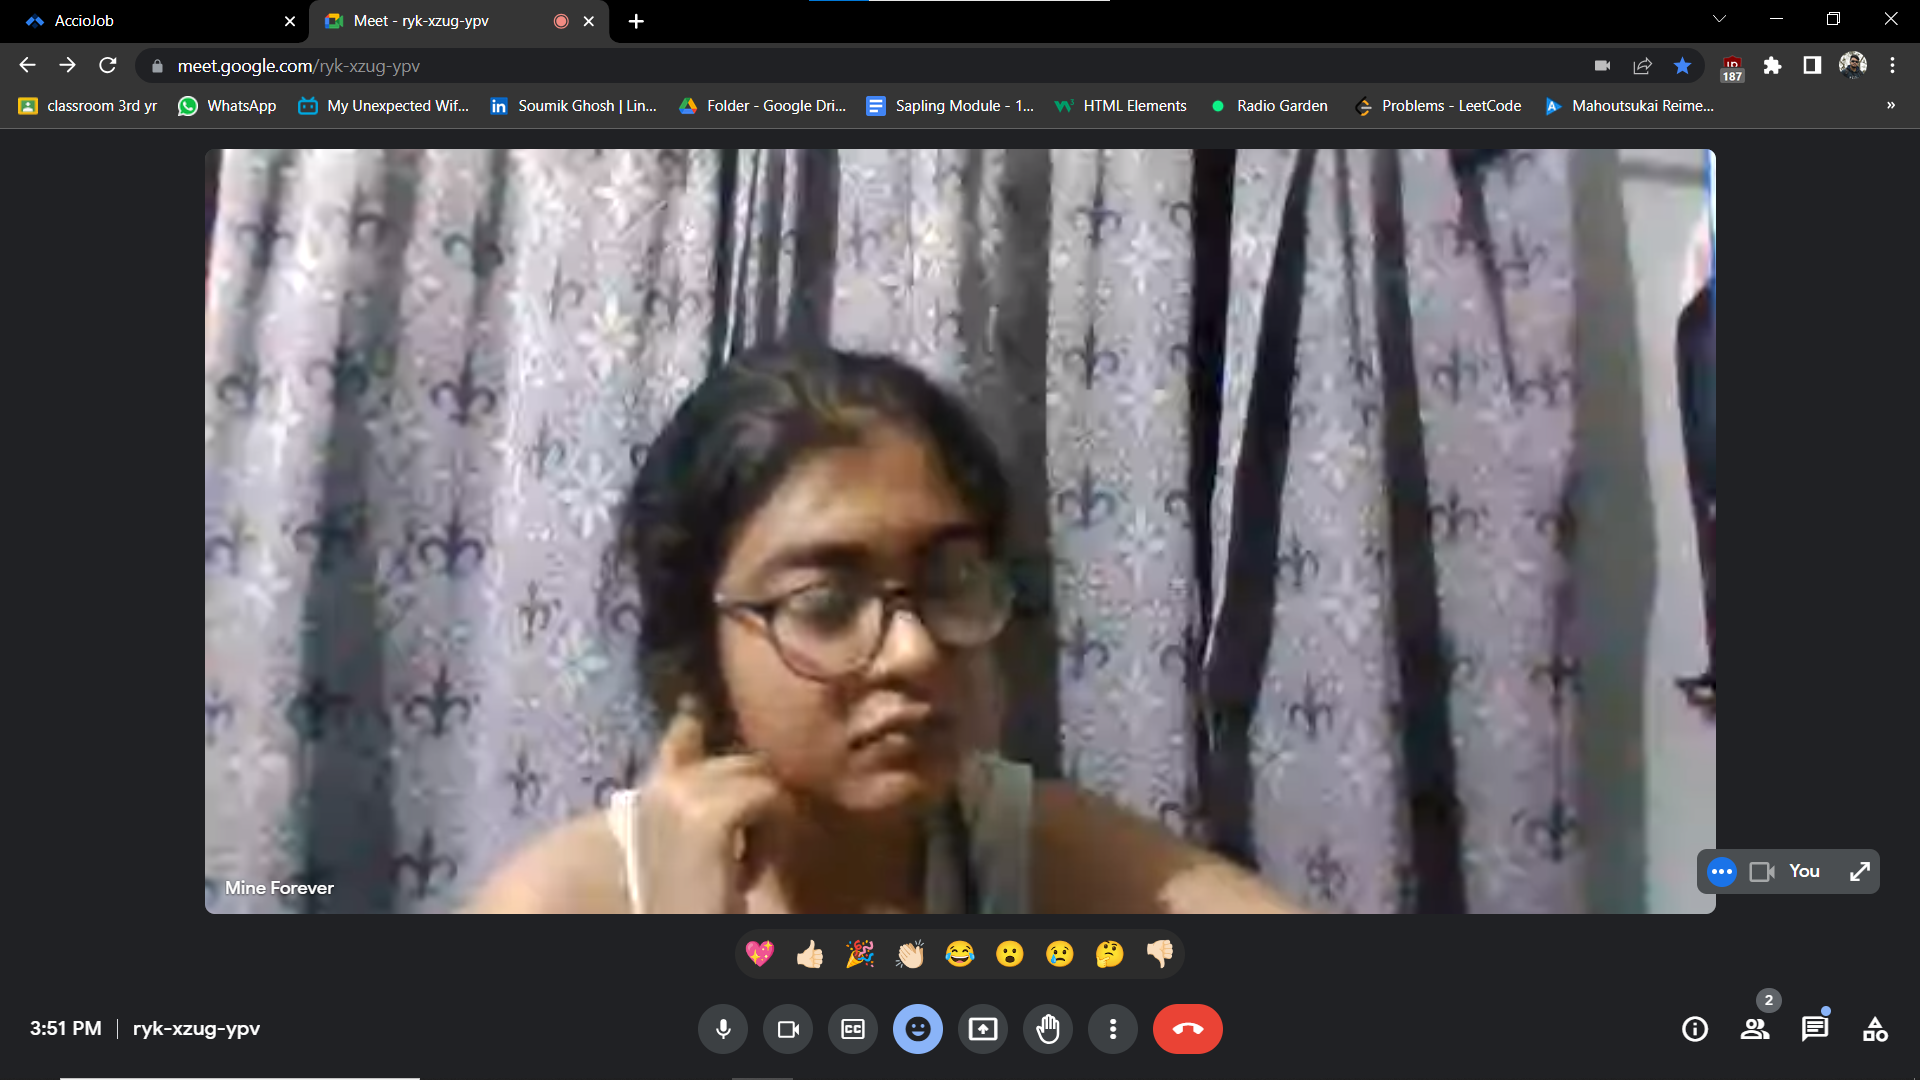 AccioJob
Meet - ryk-xzug-ypv
meet.google.com/ryk-xzug-ypv
187
classroom 3rd yr
WhatsApp
My Unexpected Wif...
Soumik Ghosh | Lin...
Folder - Google Dri...
Sapling Module - 1...
HTML Elements
Radio Garden
Problems - LeetCode
Mahoutsukai Reime...
»
Mine Forever
You
3:51 PM | ryk-xzug-ypv
CC
2